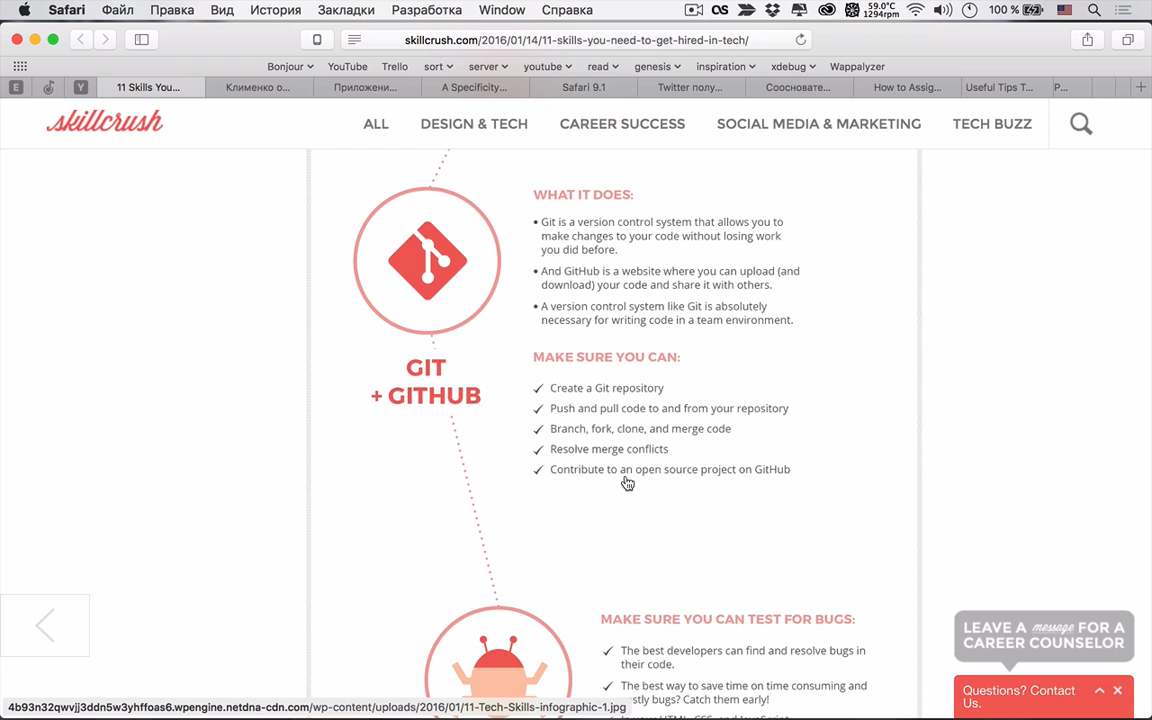 Safari Файл Правка Вид История Закладки Разработка Window Справка 59.0°C 1294rpm 100 %
skillcrush.com/2016/01/14/11-skills-you-need-to-get-hired-in-tech/
Bonjour YouTube Trello sort server youtube read genesis inspiration xdebug Wappalyzer
E Y 11 Skills You... Клименко о... Приложени... A Specificity... Safari 9.1 Twitter полу... Соосновате... How to Assig... Useful Tips T... P...
skillcrush ALL DESIGN & TECH CAREER SUCCESS SOCIAL MEDIA & MARKETING TECH BUZZ
WHAT IT DOES:
• Git is a version control system that allows you to
make changes to your code without losing work
you did before.
• And GitHub is a website where you can upload (and
download) your code and share it with others.
• A version control system like Git is absolutely
necessary for writing code in a team environment.
GIT
+ GITHUB
MAKE SURE YOU CAN:
✓ Create a Git repository
✓ Push and pull code to and from your repository
✓ Branch, fork, clone, and merge code
✓ Resolve merge conflicts
✓ Contribute to an open source project on GitHub
MAKE SURE YOU CAN TEST FOR BUGS:
✓ The best developers can find and resolve bugs in
their code.
✓ The best way to save time on time consuming and
stly bugs? Catch them early!
LEAVE A message FOR A
CAREER COUNSELOR
Questions? Contact
Us.
4b93n32qwvjj3ddn5w3yhffoas6.wpengine.netdna-cdn.com/wp-content/uploads/2016/01/11-Tech-Skills-infographic-1.jpg